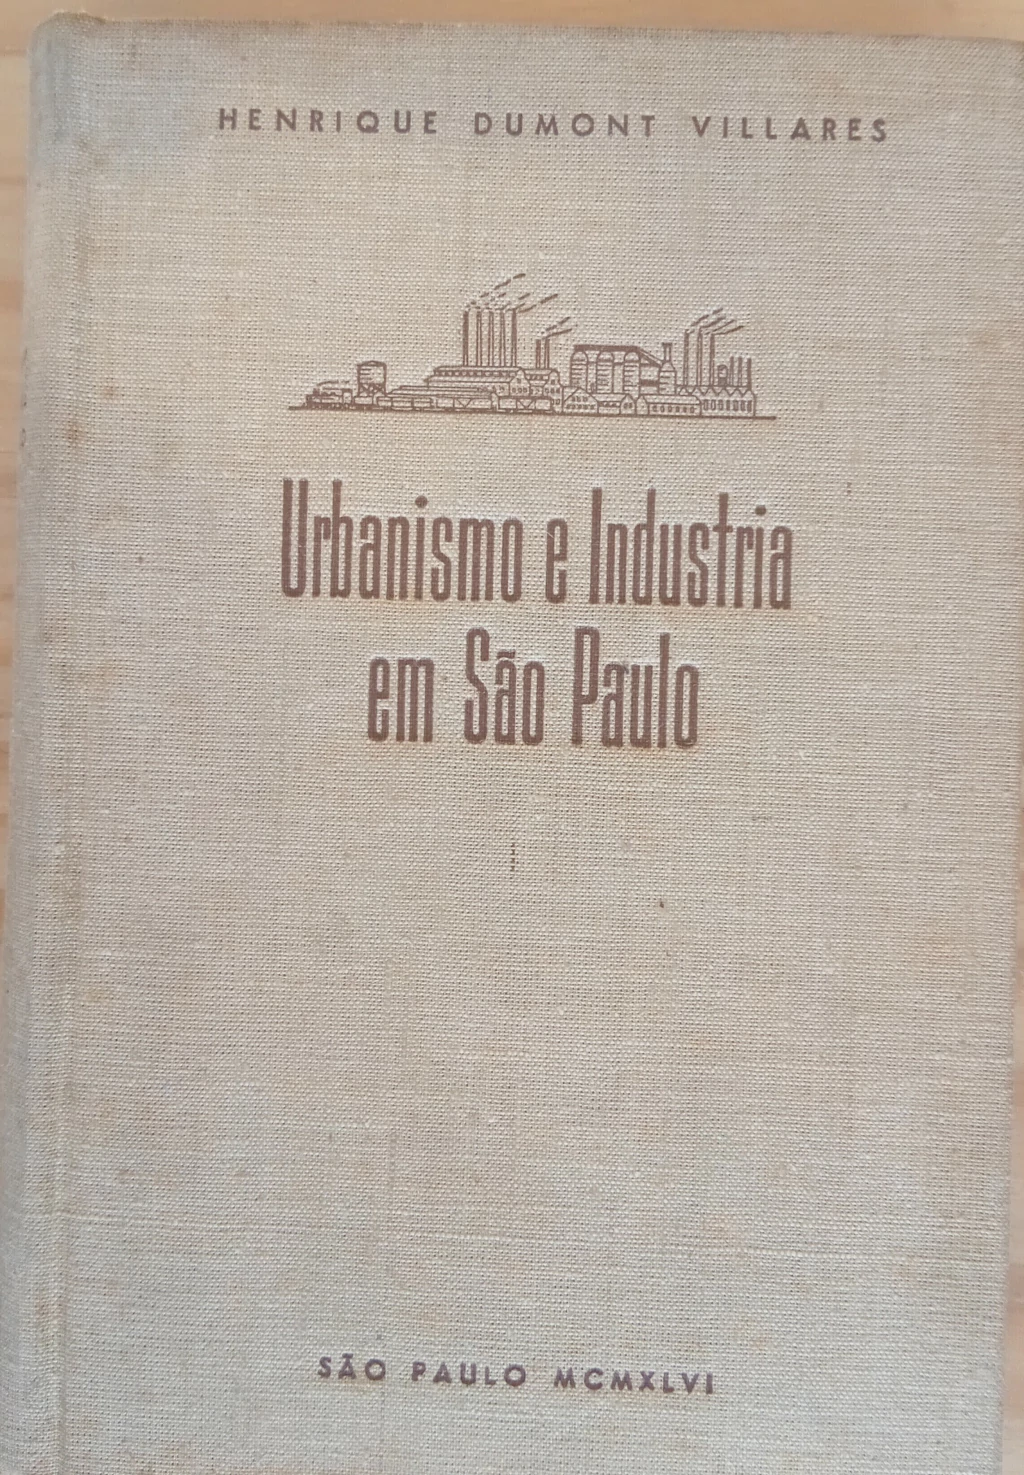 HENRIQUE DUMONT VILLARES
Urbanismo e Industria
em São Paulo
SÃO PAULO MCMXLVI